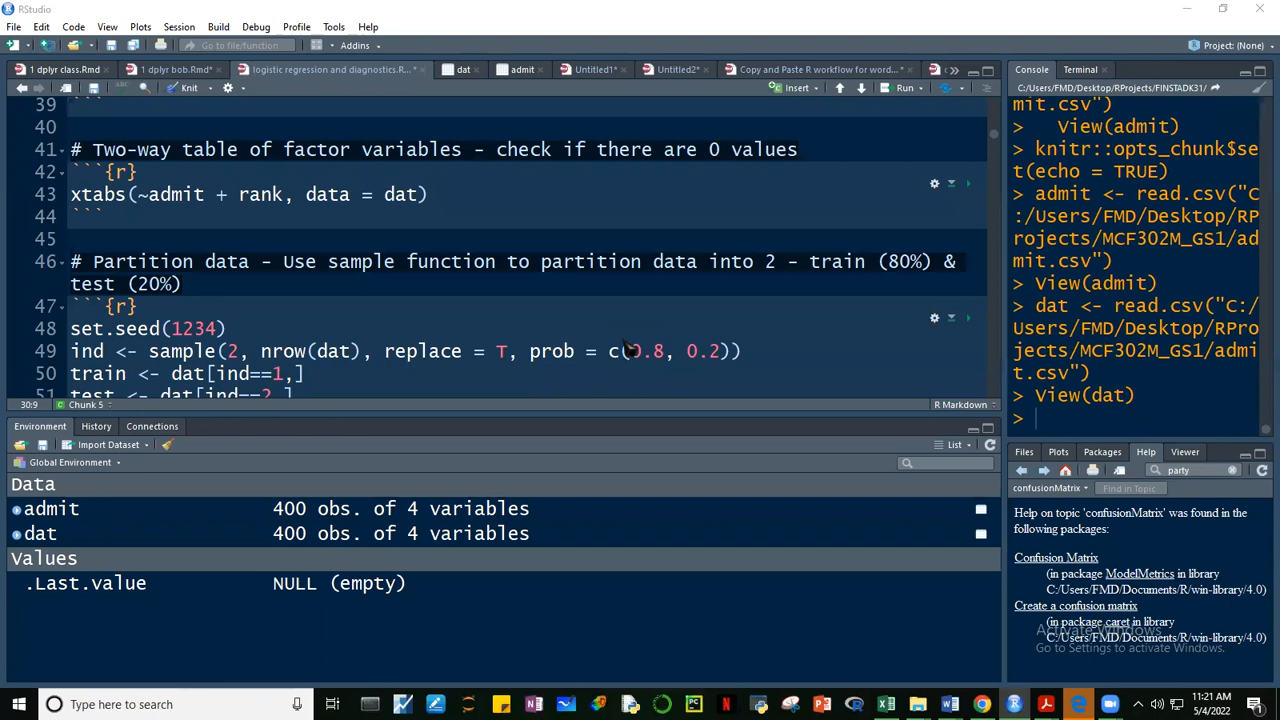 RStudio
File Edit Code View Plots Session Build Debug Profile Tools Help
Go to file/function Addins Project: (None)
1 dplyr class.Rmd 1 dplyr bob.Rmd* logistic regression and diagnostics.R...* dat admit Untitled1* Untitled2* Copy and Paste R workflow for word...*
Knit Insert Run
39 ```
40
41 # Two-way table of factor variables - check if there are 0 values
42 ```{r}
43 xtabs(~admit + rank, data = dat)
44 ```
45
46 # Partition data - Use sample function to partition data into 2 - train (80%) &
test (20%)
47 ```{r}
48 set.seed(1234)
49 ind <- sample(2, nrow(dat), replace = T, prob = c(0.8, 0.2))
50 train <- dat[ind==1,]
51 test <- dat[ind==2,]
30:9 Chunk 5 R Markdown
Environment History Connections
Import Dataset List
Global Environment
Data
admit 400 obs. of 4 variables
dat 400 obs. of 4 variables
Values
.Last.value NULL (empty)
Console Terminal
C:/Users/FMD/Desktop/RProjects/FINSTADK31/
mit.csv")
> View(admit)
> knitr::opts_chunk$se
t(echo = TRUE)
> admit <- read.csv("C
:/Users/FMD/Desktop/RP
rojects/MCF302M_GS1/ad
mit.csv")
> View(admit)
> dat <- read.csv("C:/
Users/FMD/Desktop/RPro
jects/MCF302M_GS1/admi
t.csv")
> View(dat)
>
Files Plots Packages Help Viewer
party
confusionMatrix Find in Topic
Help on topic 'confusionMatrix' was found in the
following packages:
Confusion Matrix
(in package ModelMetrics in library
C:/Users/FMD/Documents/R/win-library/4.0)
Create a confusion matrix
(in package caret in library
C:/Users/FMD/Documents/R/win-library/4.0)
Activate Windows
Go to Settings to activate Windows.
Type here to search
11:21 AM
5/4/2022